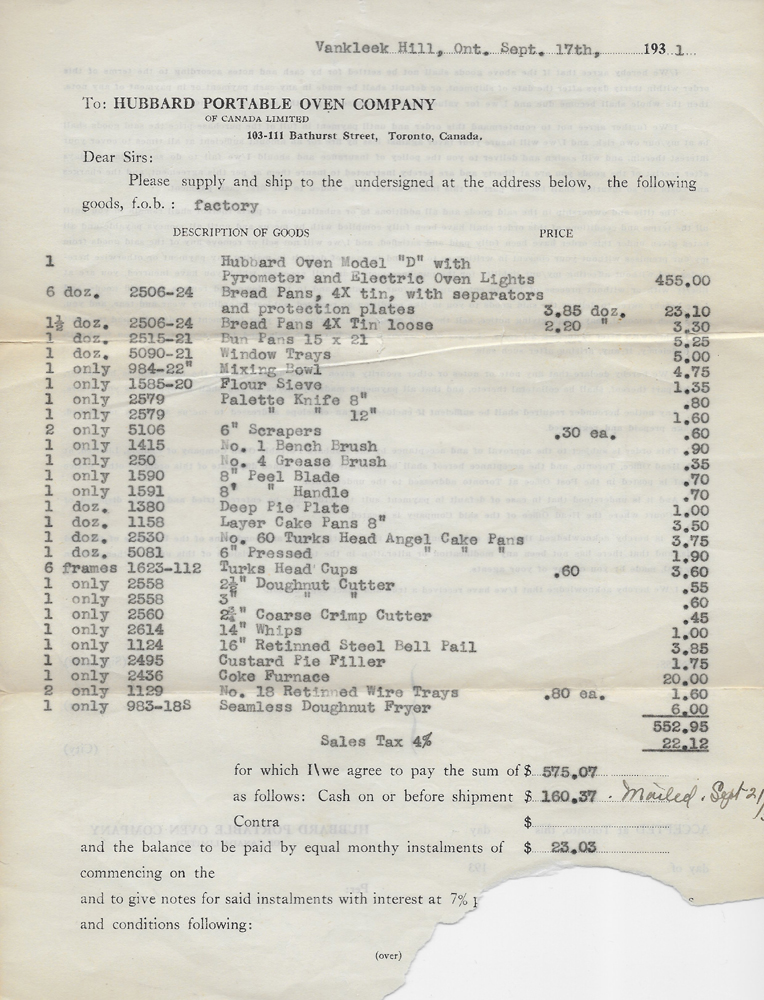 Vankleek Hill, Ont. Sept. 17th, 1931
To: HUBBARD PORTABLE OVEN COMPANY
OF CANADA LIMITED
103-111 Bathurst Street, Toronto, Canada.
Dear Sirs:
Please supply and ship to the undersigned at the address below, the following
goods, f.o.b. : factory
DESCRIPTION OF GOODS PRICE
1 Hubbard Oven Model "D" with
Pyrometer and Electric Oven Lights 455.00
6 doz. 2506-24 Bread Pans, 4X tin, with separators
and protection plates 3.85 doz. 23.10
1½ doz. 2506-24 Bread Pans 4X Tin loose 2.20 " 3.30
1 doz. 2515-21 Bun Pans 15 x 21 5.25
1 doz. 5090-21 Window Trays 5.00
1 only 984-22" Mixing Bowl 4.75
1 only 1585-20 Flour Sieve 1.35
1 only 2579 Palette Knife 8" .80
1 only 2579 " " 12" 1.60
2 only 5106 6" Scrapers .30 ea. .60
1 only 1415 No. 1 Bench Brush .90
1 only 250 No. 4 Grease Brush .35
1 only 1590 8" Peel Blade .70
1 only 1591 8" " Handle .70
1 doz. 1380 Deep Pie Plate 1.00
1 doz. 1158 Layer Cake Pans 8" 3.50
1 doz. 2530 No. 60 Turks Head Angel Cake Pans 3.75
1 doz. 5081 6" Pressed " " " 1.90
6 frames 1623-112 Turks Head Cups .60 3.60
1 only 2558 2½" Doughnut Cutter .55
1 only 2558 3" " " .60
1 only 2560 2¾" Coarse Crimp Cutter .45
1 only 2614 14" Whips 1.00
1 only 1124 16" Retinned Steel Bell Pail 3.85
1 only 2495 Custard Pie Filler 1.75
1 only 2436 Coke Furnace 20.00
2 only 1129 No. 18 Retinned Wire Trays .80 ea. 1.60
1 only 983-18S Seamless Doughnut Fryer 6.00
552.95
Sales Tax 4% 22.12
for which I\we agree to pay the sum of $ 575.07
as follows: Cash on or before shipment $ 160.37 . Mailed . Sept 21/
Contra $
and the balance to be paid by equal monthy instalments of $ 23.03
commencing on the
and to give notes for said instalments with interest at 7%
and conditions following:
(over)